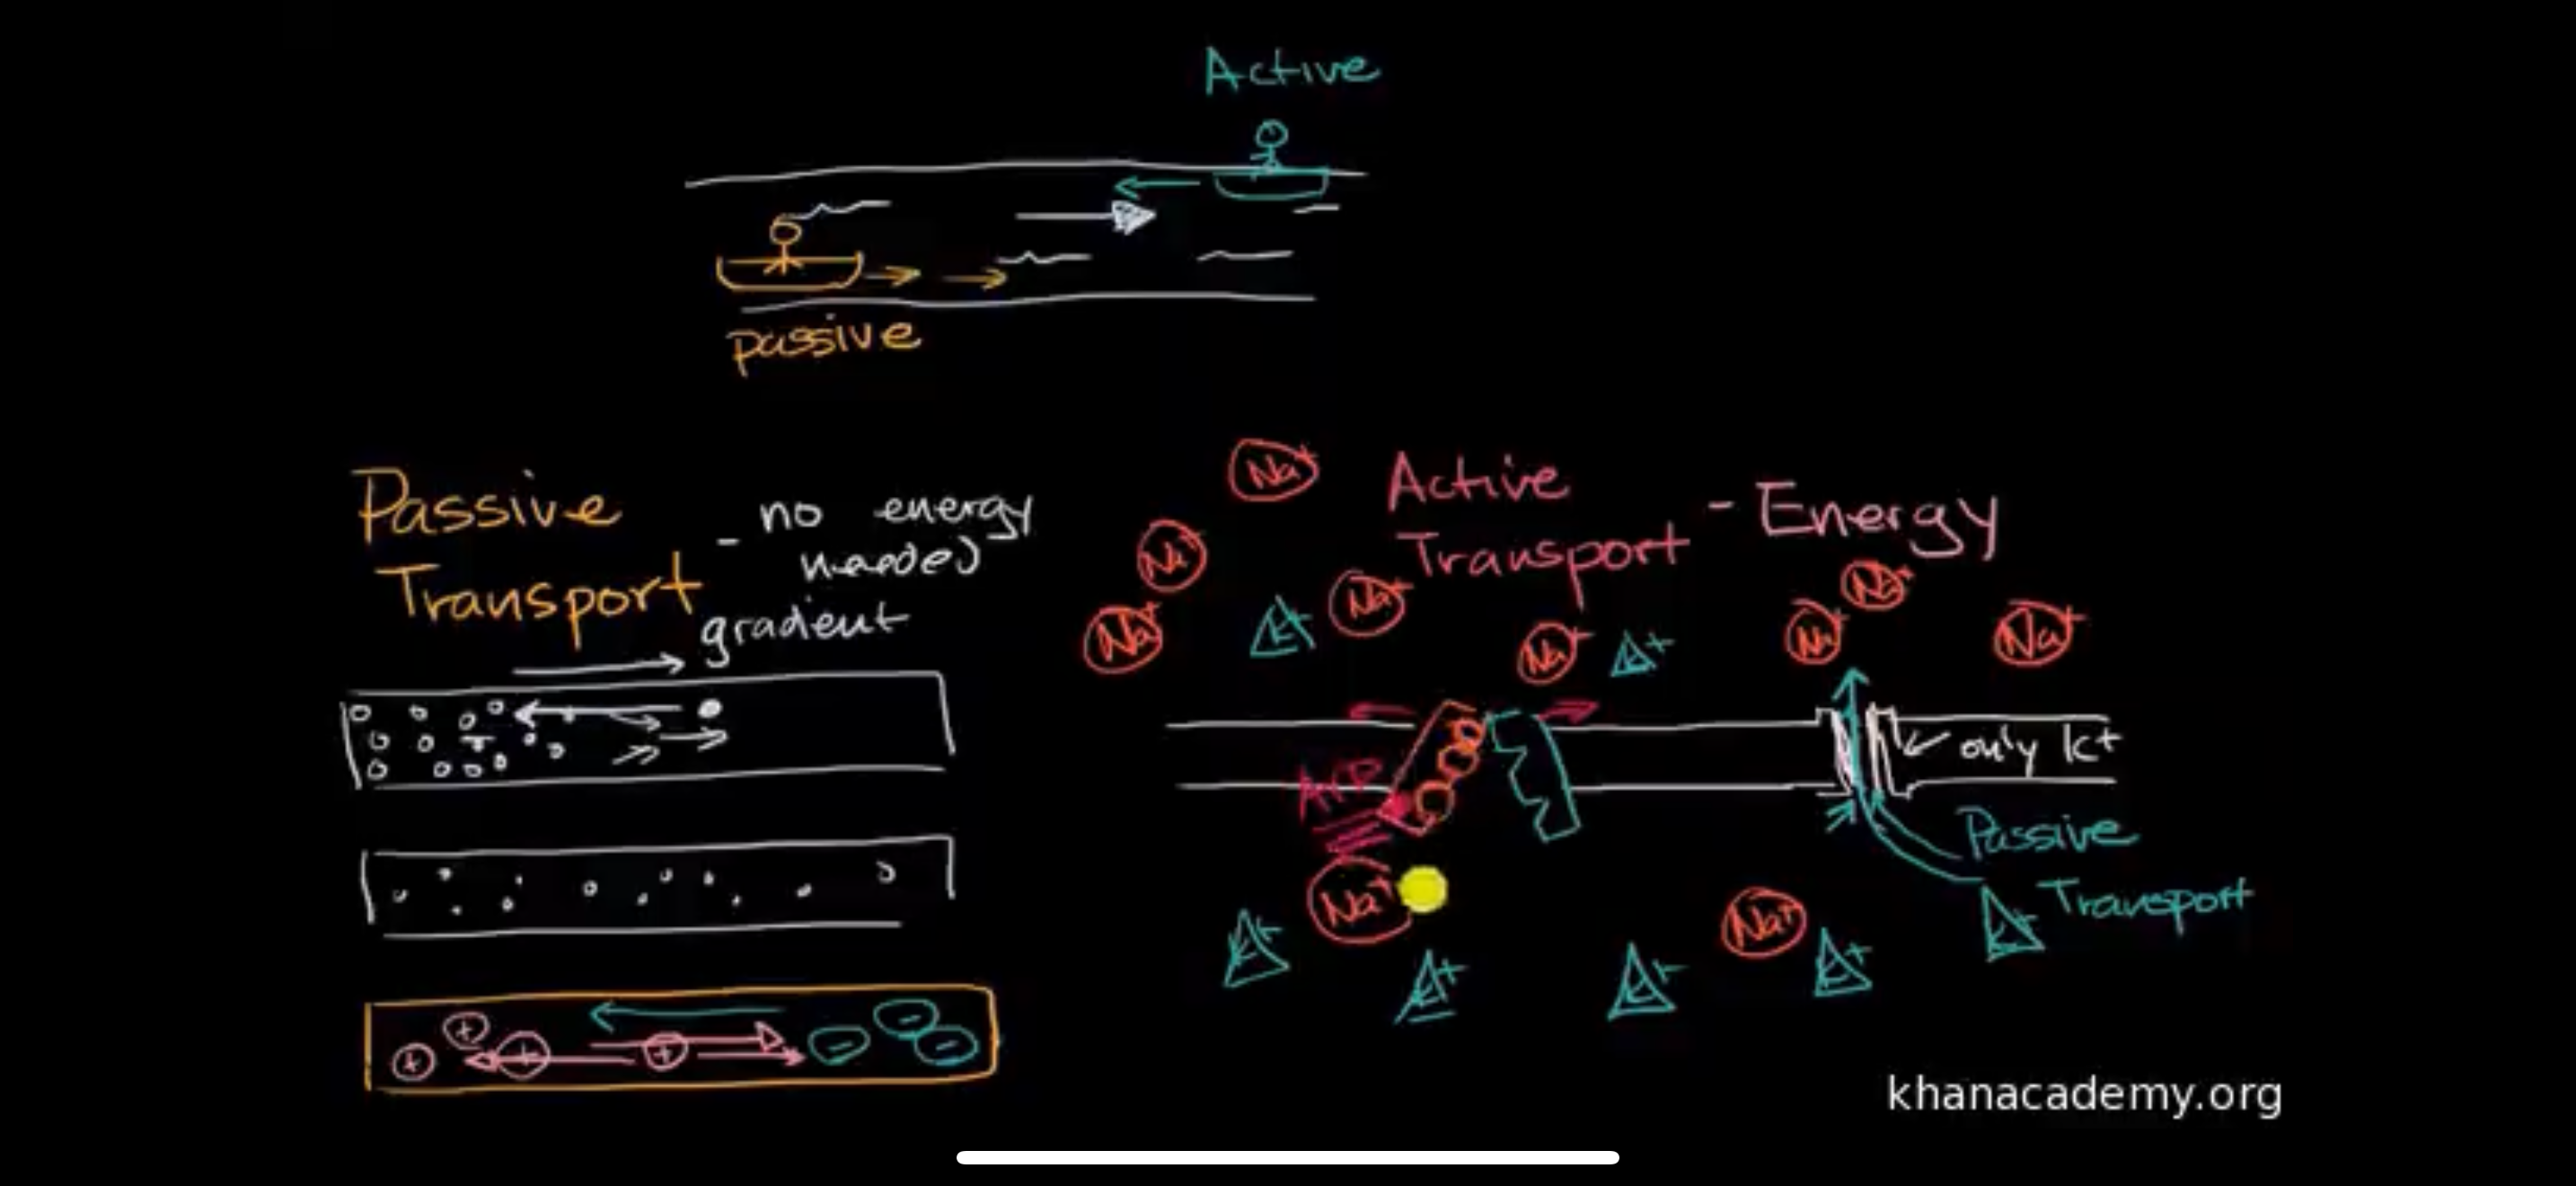 Active
passive
Passive
Transport
- no energy
needed
gradient
Active
Transport
- Energy
Na+
Na+
Na+
Na+
K+
Na+
K+
Na+
Na+
Na+
ATP
only K+
Passive
Transport
Na+
K+
K+
K+
Na+
K+
K+
+
+
+
+
-
-
-
khanacademy.org